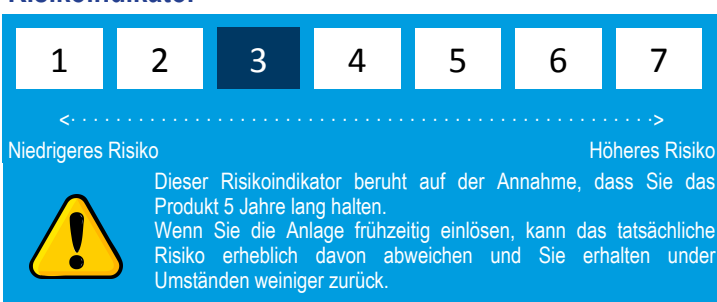 Risikoindikator
1 2 3 4 5 6 7
<· · · · · · · · · · · · · · · · · · · · · · · · · · · · · · · · · · · · · · · · · · · · · · · · · · · · · · · · ·>
Niedrigeres Risiko Höheres Risiko
Dieser Risikoindikator beruht auf der Annahme, dass Sie das
Produkt 5 Jahre lang halten.
Wenn Sie die Anlage frühzeitig einlösen, kann das tatsächliche
Risiko erheblich davon abweichen und Sie erhalten under
Umständen weiniger zurück.